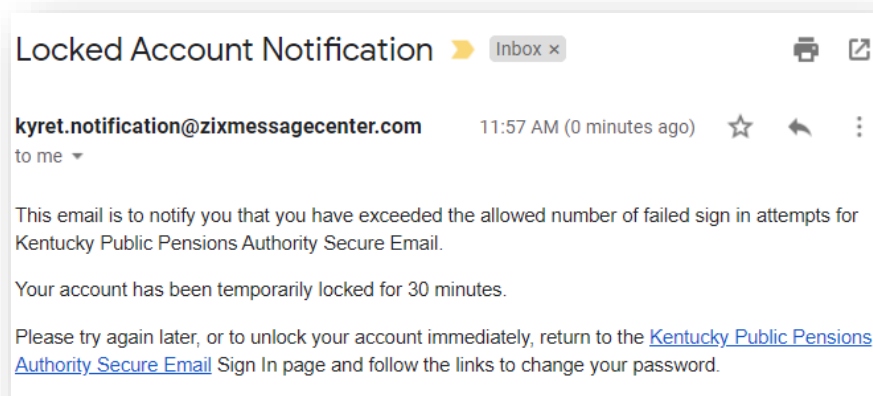 Locked Account Notification Inbox ×
kyret.notification@zixmessagecenter.com 11:57 AM (0 minutes ago)
to me
This email is to notify you that you have exceeded the allowed number of failed sign in attempts for
Kentucky Public Pensions Authority Secure Email.
Your account has been temporarily locked for 30 minutes.
Please try again later, or to unlock your account immediately, return to the Kentucky Public Pensions
Authority Secure Email Sign In page and follow the links to change your password.